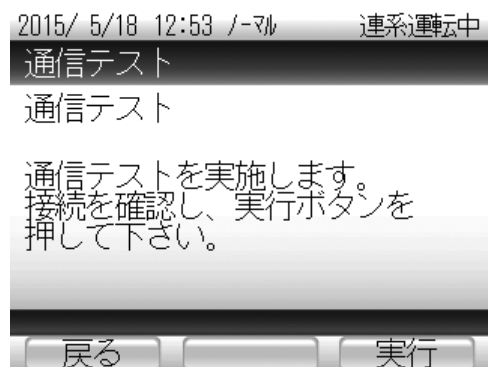 2015/ 5/18 12:53 ﾉｰﾏﾙ 連系運転中
通信テスト
通信テスト
通信テストを実施します。
接続を確認し、実行ボタンを
押して下さい。
戻る 実行